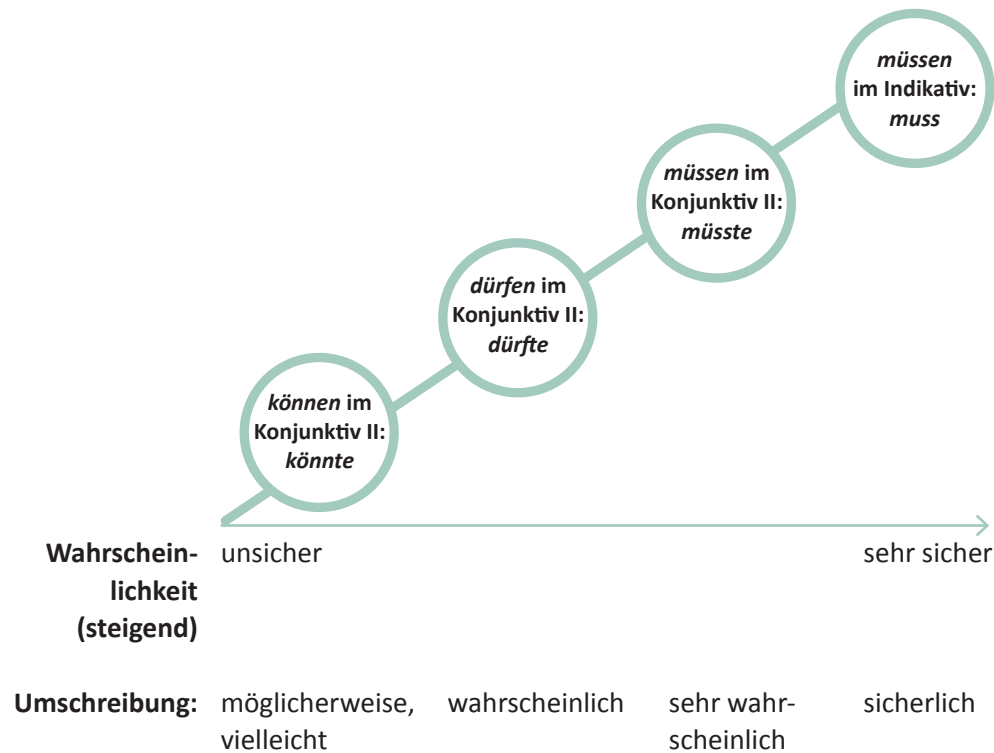 müssen
im Indikativ:
muss
müssen im
Konjunktiv II:
müsste
dürfen im
Konjunktiv II:
dürfte
können im
Konjunktiv II:
könnte
Wahrschein-
lichkeit
(steigend)
unsicher
sehr sicher
Umschreibung:
möglicherweise,
vielleicht
wahrscheinlich
sehr wahr-
scheinlich
sicherlich